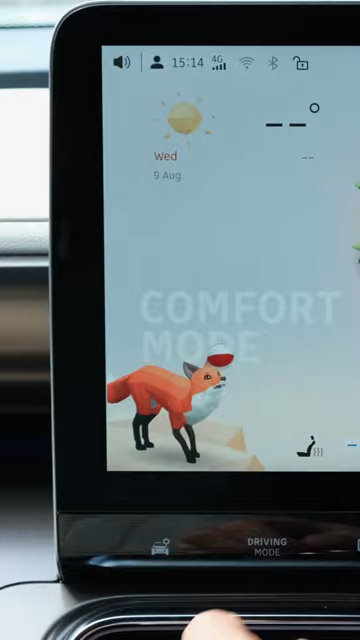 15:14 4G
— —°
Wed
--
9 Aug.
COMFORT
MODE
DRIVING
MODE